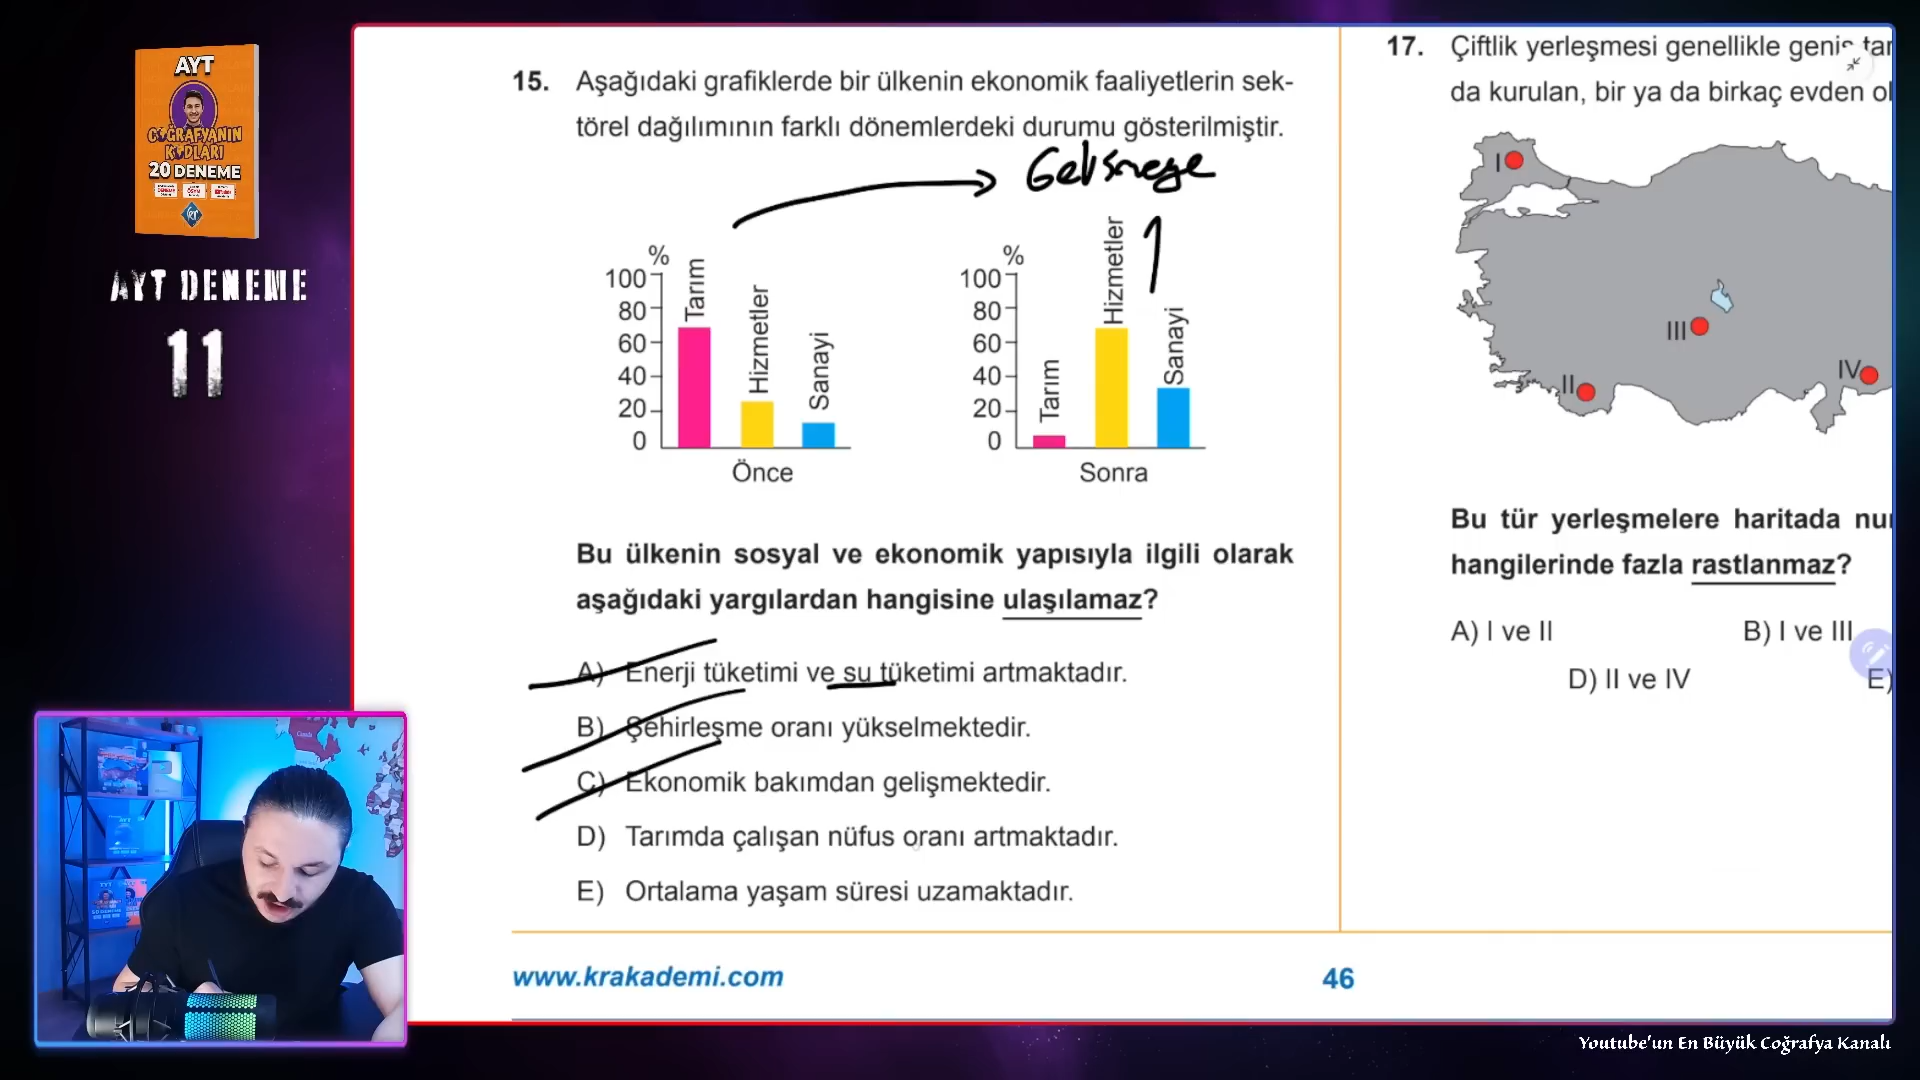 AYT
COĞRAFYANIN
KODLARI
20 DENEME
AYT DENEME
11
15. Aşağıdaki grafiklerde bir ülkenin ekonomik faaliyetlerin sek-
törel dağılımının farklı dönemlerdeki durumu gösterilmiştir.
%
100
80
60
40
20
0
Tarım
Hizmetler
Sanayi
Önce
%
100
80
60
40
20
0
Tarım
Hizmetler
Sanayi
Sonra
Bu ülkenin sosyal ve ekonomik yapısıyla ilgili olarak
aşağıdaki yargılardan hangisine ulaşılamaz?
A) Enerji tüketimi ve su tüketimi artmaktadır.
B) Şehirleşme oranı yükselmektedir.
C) Ekonomik bakımdan gelişmektedir.
D) Tarımda çalışan nüfus oranı artmaktadır.
E) Ortalama yaşam süresi uzamaktadır.
www.krakademi.com
46
17. Çiftlik yerleşmesi genellikle geniş tar
da kurulan, bir ya da birkaç evden ol
I
II
III
IV
Bu tür yerleşmelere haritada nu
hangilerinde fazla rastlanmaz?
A) I ve II
B) I ve III
D) II ve IV
E)
Youtube'un En Büyük Coğrafya Kanalı